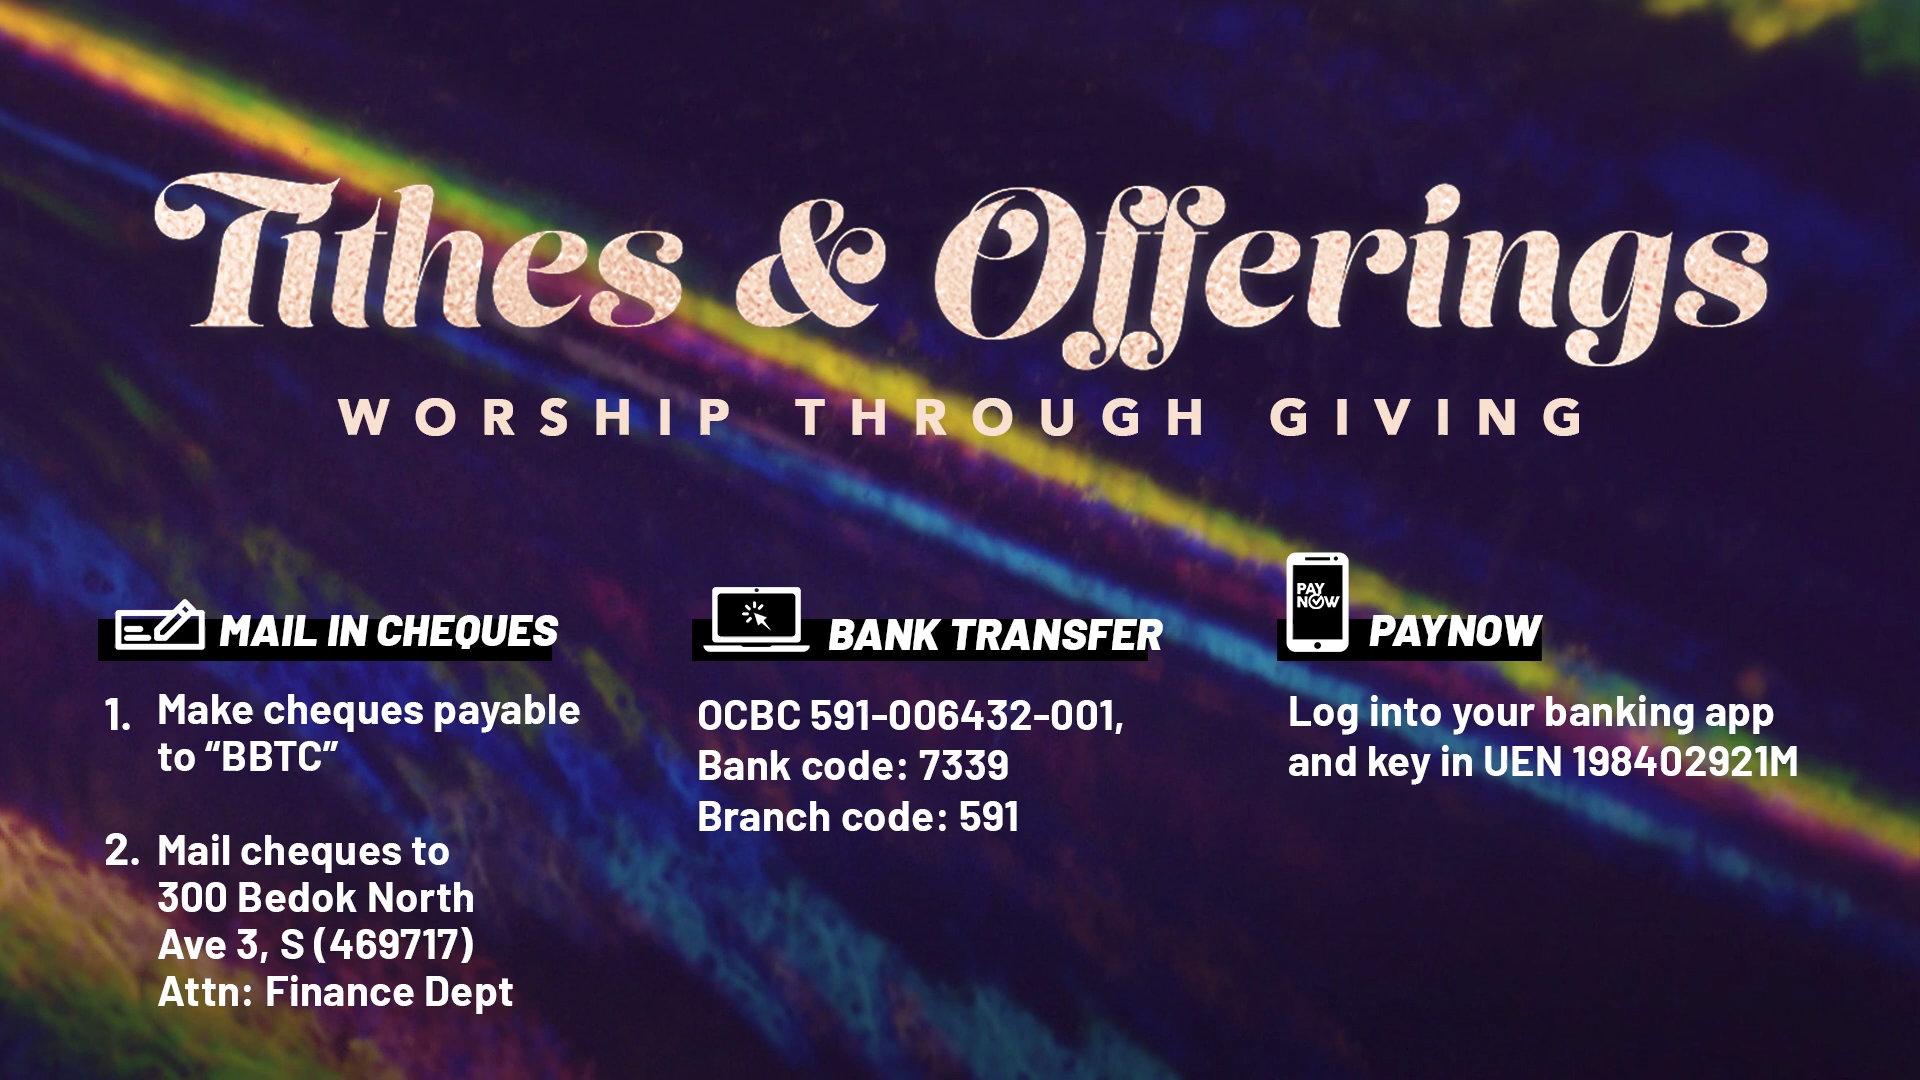 Tithes & Offerings
WORSHIP THROUGH GIVING
MAIL IN CHEQUES
1. Make cheques payable
to “BBTC”
2. Mail cheques to
300 Bedok North
Ave 3, S (469717)
Attn: Finance Dept
BANK TRANSFER
OCBC 591-006432-001,
Bank code: 7339
Branch code: 591
PAY
NOW
PAYNOW
Log into your banking app
and key in UEN 198402921M